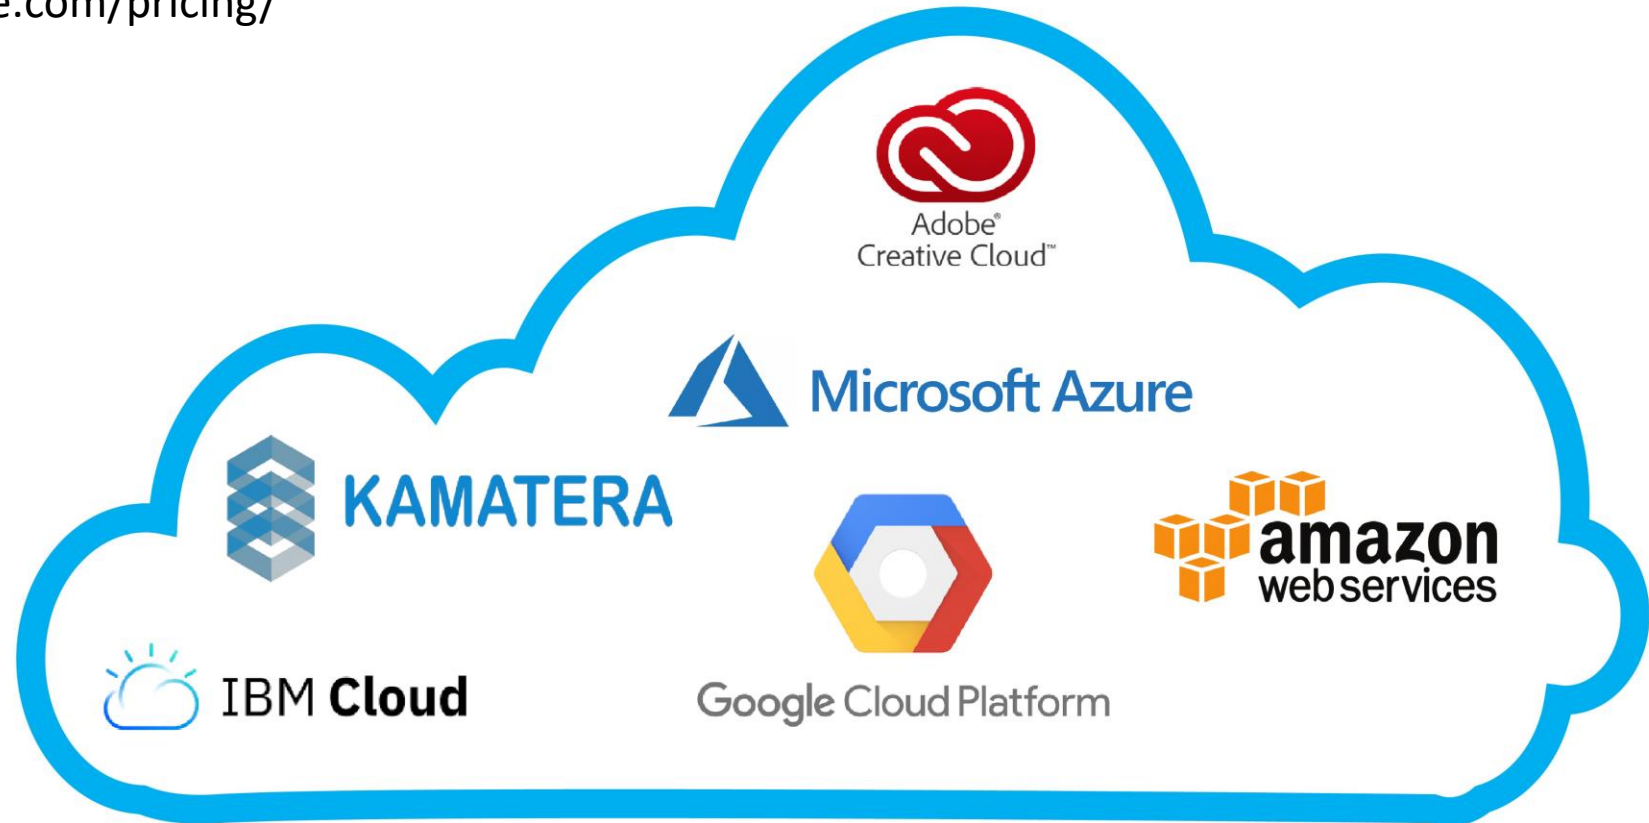 e.com/pricing/
Adobe®
Creative Cloud™
Microsoft Azure
KAMATERA
amazon
web services
IBM Cloud
Google Cloud Platform